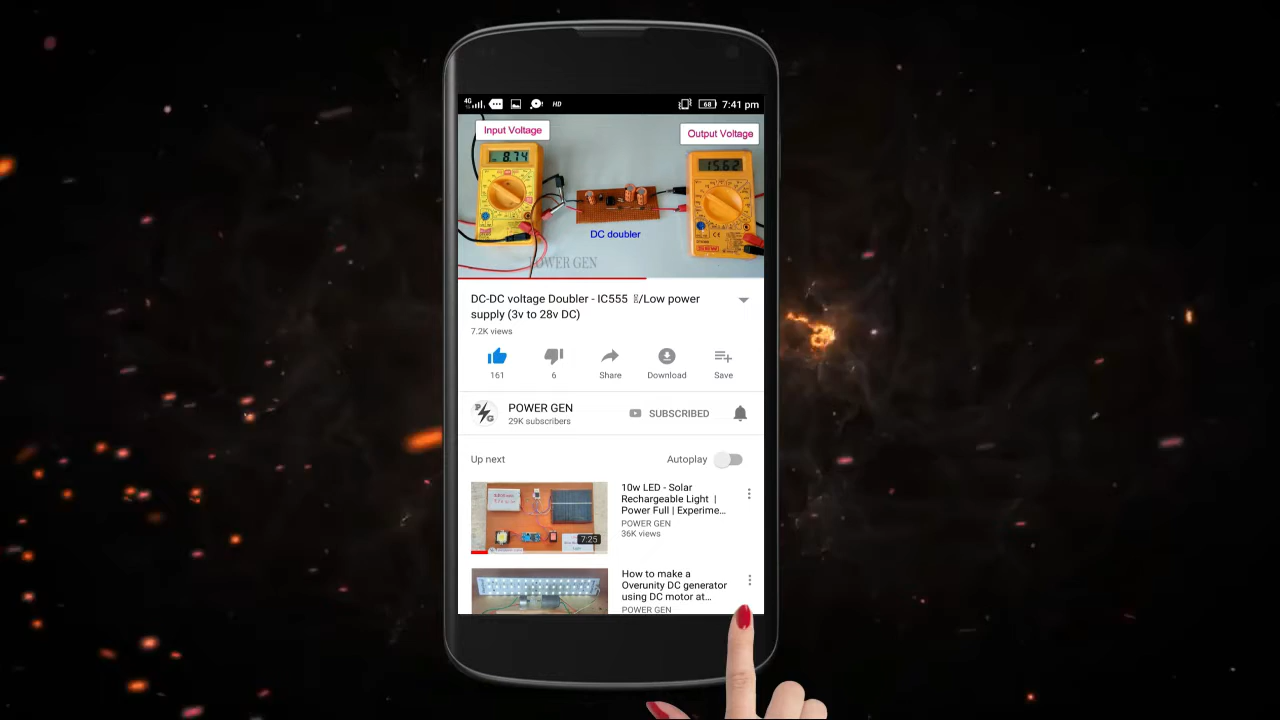 4G HD 68 7:41 pm
Input Voltage
Output Voltage
8.74
15.62
DC doubler
POWER GEN
DC-DC voltage Doubler - IC555 /Low power
supply (3v to 28v DC)
7.2K views
161 6 Share Download Save
POWER GEN
29K subscribers
SUBSCRIBED
Up next
Autoplay
7:25
10w LED - Solar
Rechargeable Light |
Power Full | Experime...
POWER GEN
36K views
How to make a
Overunity DC generator
using DC motor at...
POWER GEN